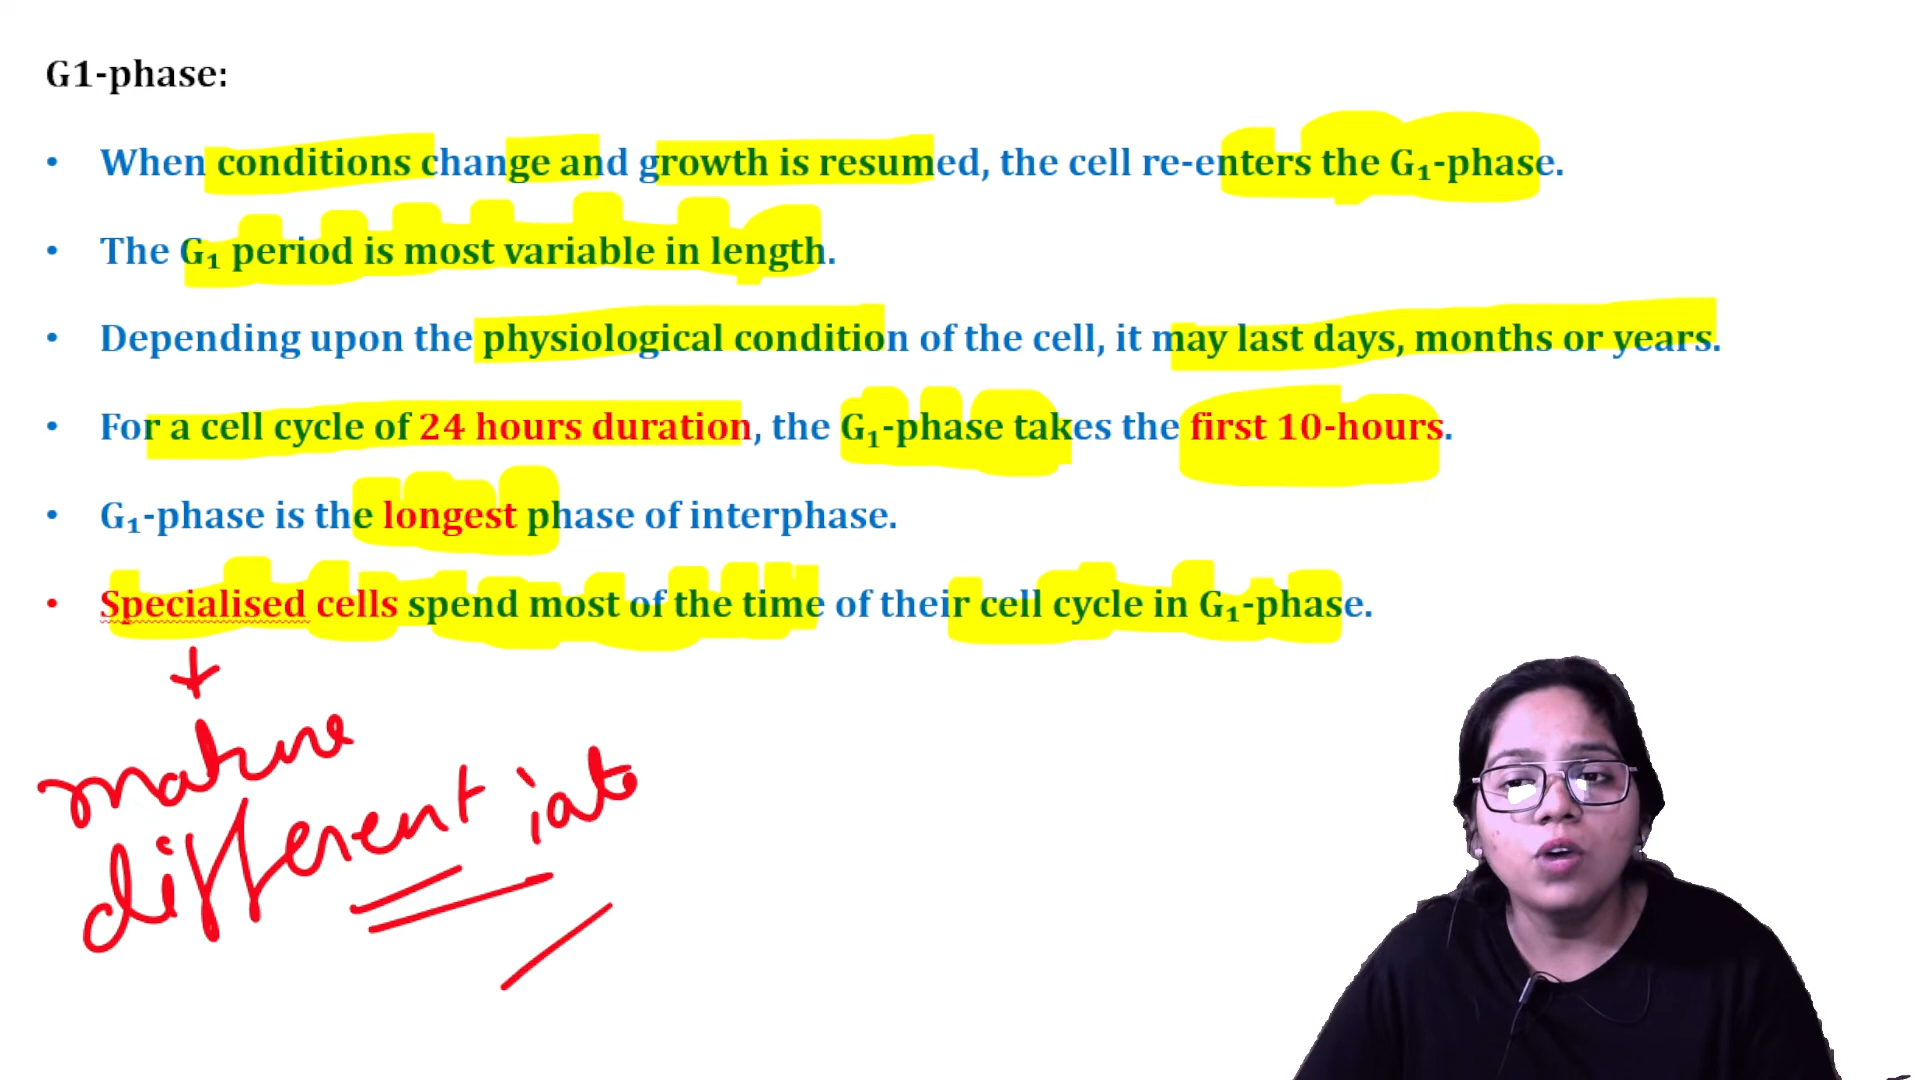 G1-phase:
• When conditions change and growth is resumed, the cell re-enters the G₁-phase.
• The G₁ period is most variable in length.
• Depending upon the physiological condition of the cell, it may last days, months or years.
• For a cell cycle of 24 hours duration, the G₁-phase takes the first 10-hours.
• G₁-phase is the longest phase of interphase.
• Specialised cells spend most of the time of their cell cycle in G₁-phase.
mature
differentiate